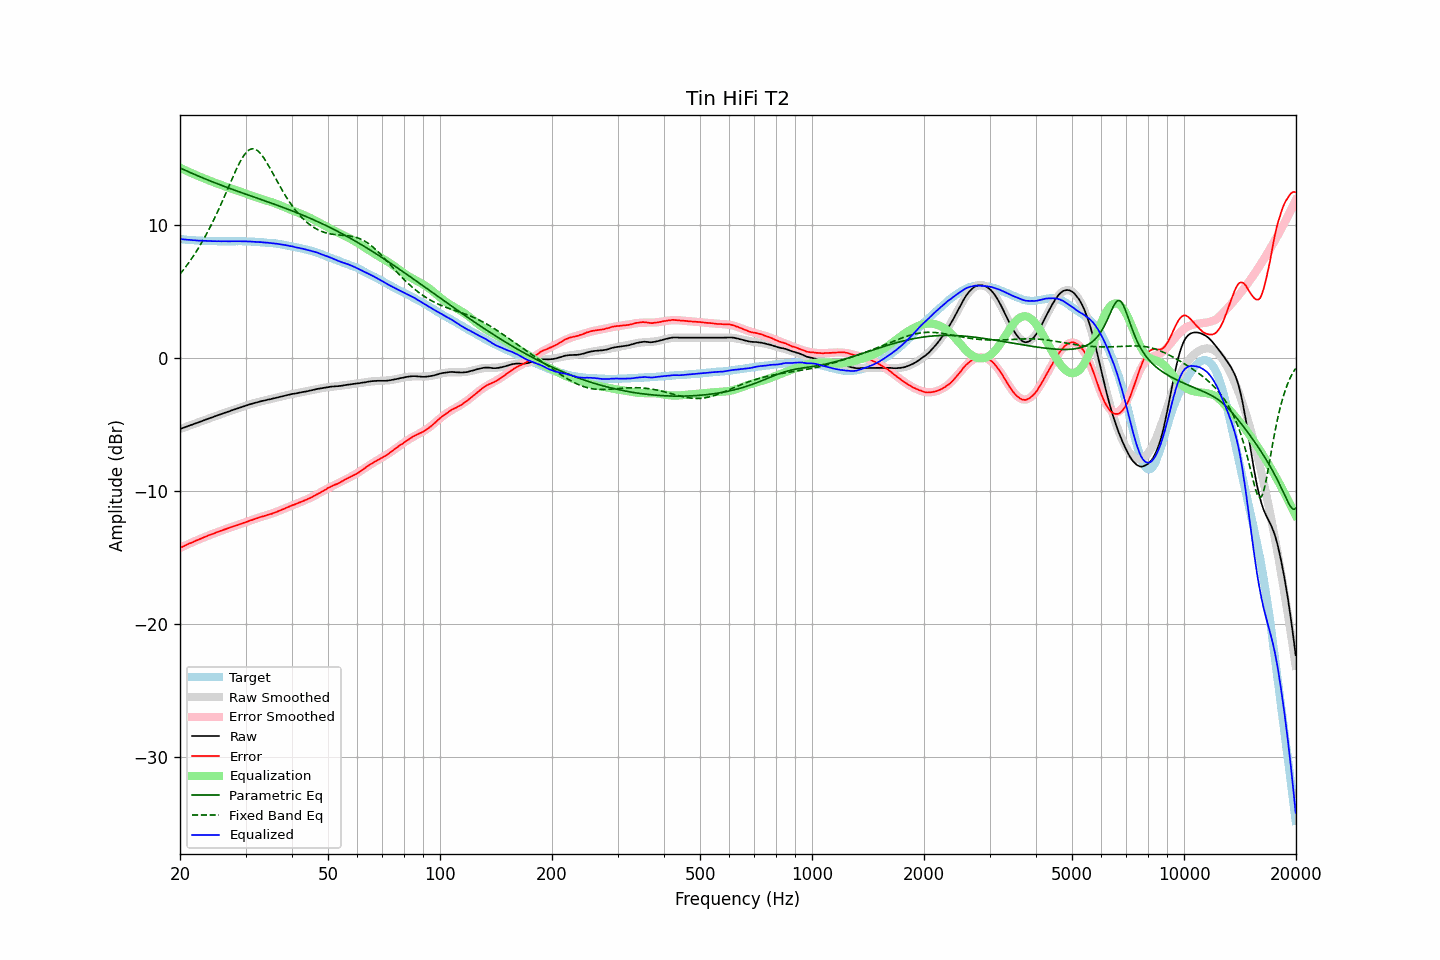 Tin HiFi T2
Amplitude (dBr)
10
0
−10
−20
−30
Target
Raw Smoothed
Error Smoothed
Raw
Error
Equalization
Parametric Eq
Fixed Band Eq
Equalized
20 50 100 200 500 1000 2000 5000 10000 20000
Frequency (Hz)